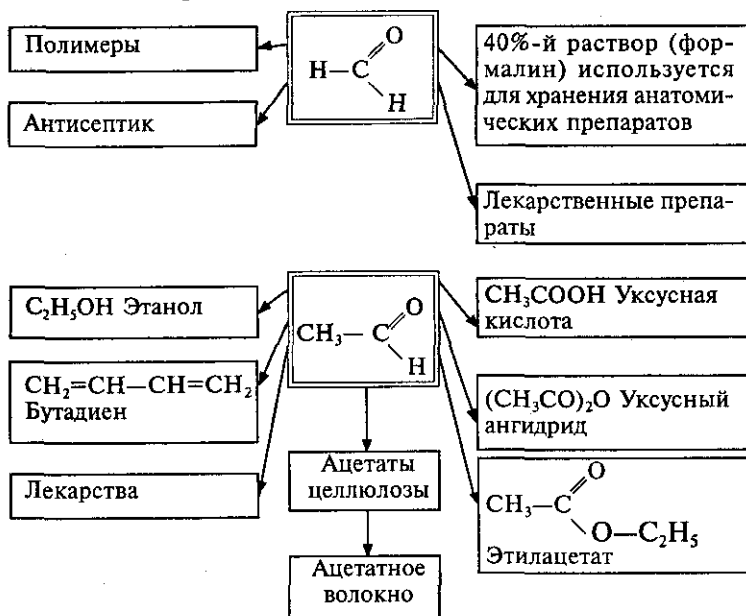 Полимеры
Антисептик
O
H—C
H
40%-й раствор (фор-
малин) используется
для хранения анатоми-
ческих препаратов
Лекарственные препа-
раты
C₂H₅OH Этанол
CH₂=CH—CH=CH₂
Бутадиен
Лекарства
O
CH₃—C
H
Ацетаты
целлюлозы
Ацетатное
волокно
CH₃COOH Уксусная
кислота
(CH₃CO)₂O Уксусный
ангидрид
O
CH₃—C
O—C₂H₅
Этилацетат